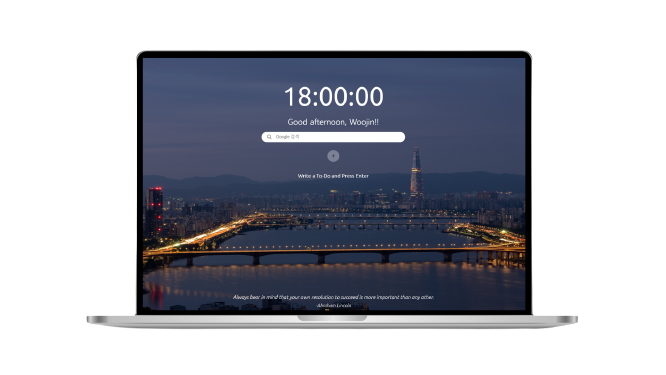 18:00:00
Good afternoon, Woojin!!
Google 검색
+
Write a To-Do and Press Enter
Always bear in mind that your own resolution to succeed is more important than any other.
Abraham Lincoln